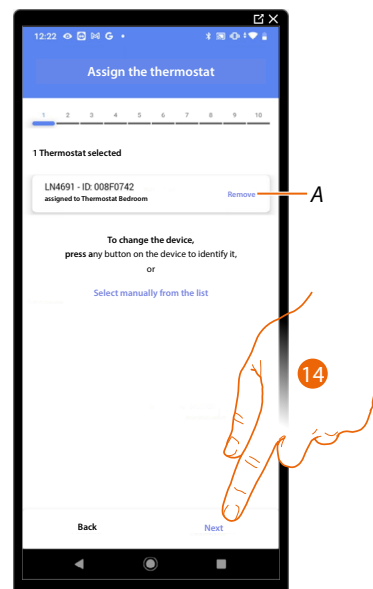 12:22 G
Assign the thermostat
1 2 3 4 5 6 7 8 9 10
1 Thermostat selected
LN4691 - ID: 008F0742
assigned to Thermostat Bedroom
Remove
A
To change the device,
press any button on the device to identify it,
or
Select manually from the list
14
Back Next